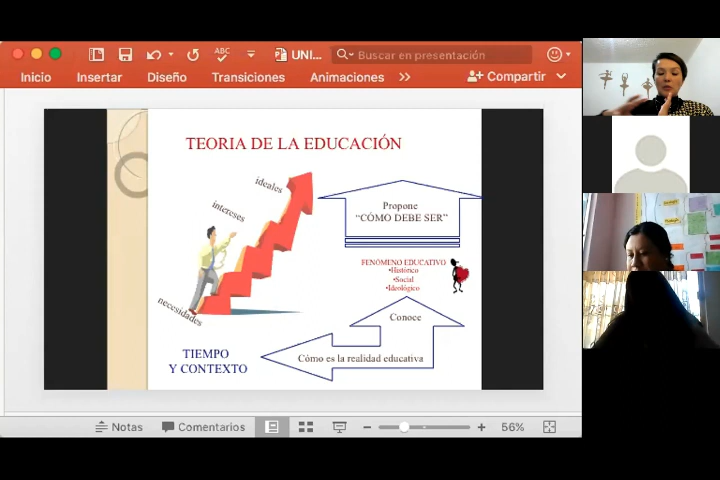 ABC
UNI...
Buscar en presentación
Inicio
Insertar
Diseño
Transiciones
Animaciones
Compartir
TEORIA DE LA EDUCACIÓN
ideales
intereses
necesidades
Propone
“CÓMO DEBE SER”
FENOMENO EDUCATIVO
•Histórico
•Social
•Ideológico
Conoce
Cómo es la realidad educativa
TIEMPO
Y CONTEXTO
Notas
Comentarios
56%